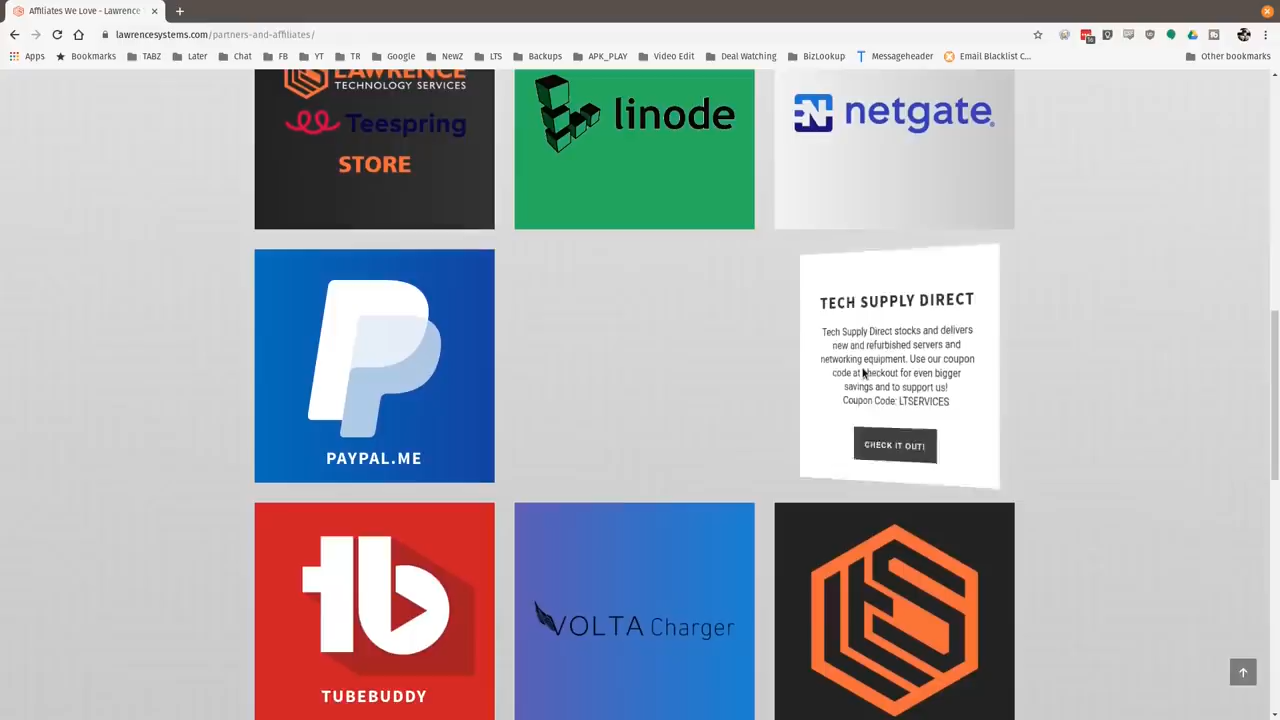 Affiliates We Love - Lawrence
lawrencesystems.com/partners-and-affiliates/
Apps Bookmarks TABZ Later Chat FB YT TR Google NewZ LTS Backups APK_PLAY Video Edit Deal Watching BizLookup Messageheader Email Blacklist C... Other bookmarks
LAWRENCE
TECHNOLOGY SERVICES
Teespring
STORE
linode
netgate
PAYPAL.ME
TECH SUPPLY DIRECT
Tech Supply Direct stocks and delivers
new and refurbished servers and
networking equipment. Use our coupon
code at checkout for even bigger
savings and to support us!
Coupon Code: LTSERVICES
CHECK IT OUT!
tb
TUBEBUDDY
VOLTA Charger